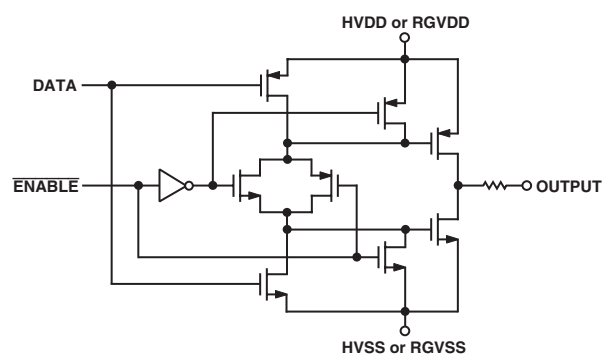 HVDD or RGVDD
DATA
ENABLE
OUTPUT
HVSS or RGVSS